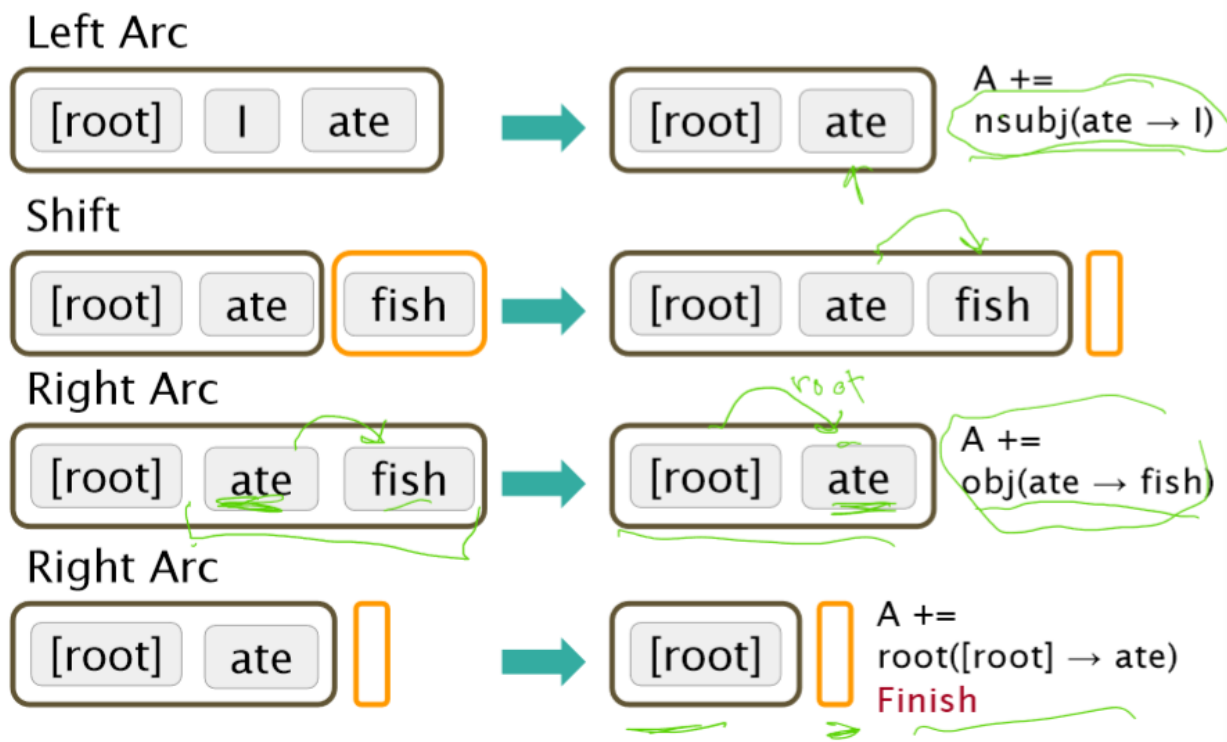 Left Arc
[root] I ate [root] ate A +=
nsubj(ate → I)
Shift
[root] ate fish [root] ate fish
Right Arc
root
[root] ate fish [root] ate A +=
obj(ate → fish)
Right Arc
[root] ate [root] A +=
root([root] → ate)
Finish